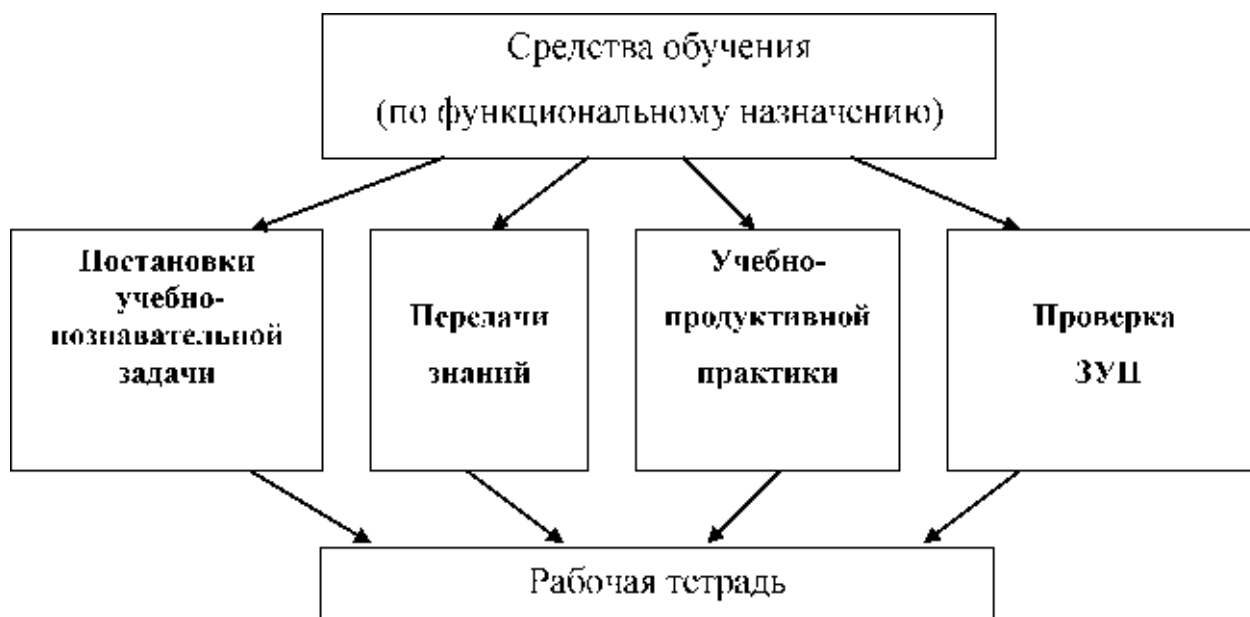 Средства обучения
(по функциональному назначению)
Постановки
учебно-
познавательной
задачи
Передачи
знаний
Учебно-
продуктивной
практики
Проверка
ЗУН
Рабочая тетрадь